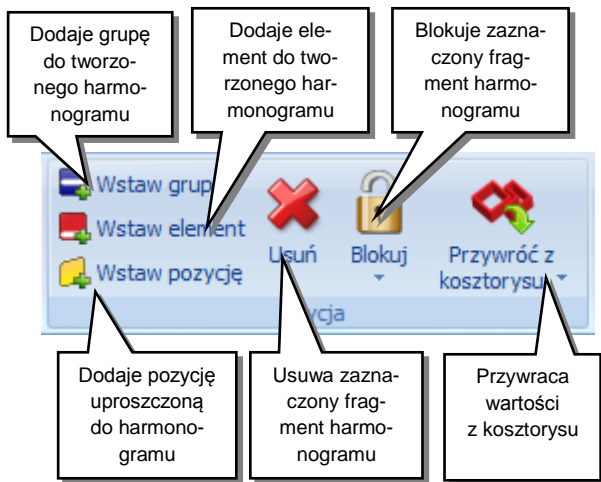 Dodaje grupę
do tworzo-
nego harmo-
nogramu
Dodaje ele-
ment do two-
rzonego har-
monogramu
Blokuje zazna-
czony frag-
ment harmo-
nogramu
Wstaw grup
Wstaw element
Wstaw pozycję
Usuń
Blokuj
Przywróć z
kosztorysu
cja
Dodaje pozycję
uproszczoną
do harmono-
gramu
Usuwa zazna-
czony frag-
ment harmo-
nogramu
Przywraca
wartości
z kosztorysu